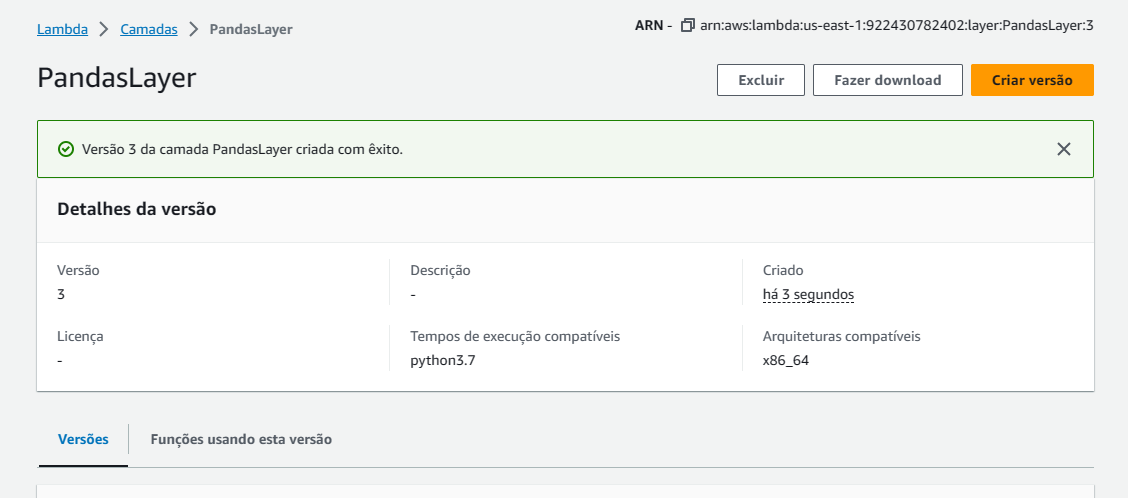 Lambda > Camadas > PandasLayer
ARN - arn:aws:lambda:us-east-1:922430782402:layer:PandasLayer:3
PandasLayer
Excluir Fazer download Criar versão
Versão 3 da camada PandasLayer criada com êxito.
Detalhes da versão
Versão Descrição Criado
3 - há 3 segundos
Licença Tempos de execução compatíveis Arquiteturas compatíveis
- python3.7 x86_64
Versões Funções usando esta versão